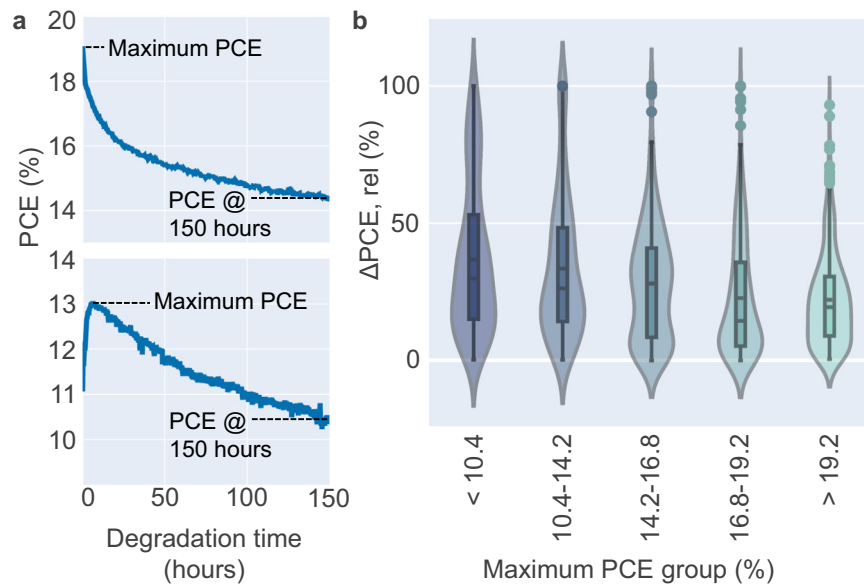 a
20
18
16
14
Maximum PCE
PCE @
150 hours
14
13
12
11
10
Maximum PCE
PCE @
150 hours
PCE (%)
0
50
100
150
Degradation time
(hours)
b
100
50
0
ΔPCE, rel (%)
< 10.4
10.4-14.2
14.2-16.8
16.8-19.2
> 19.2
Maximum PCE group (%)